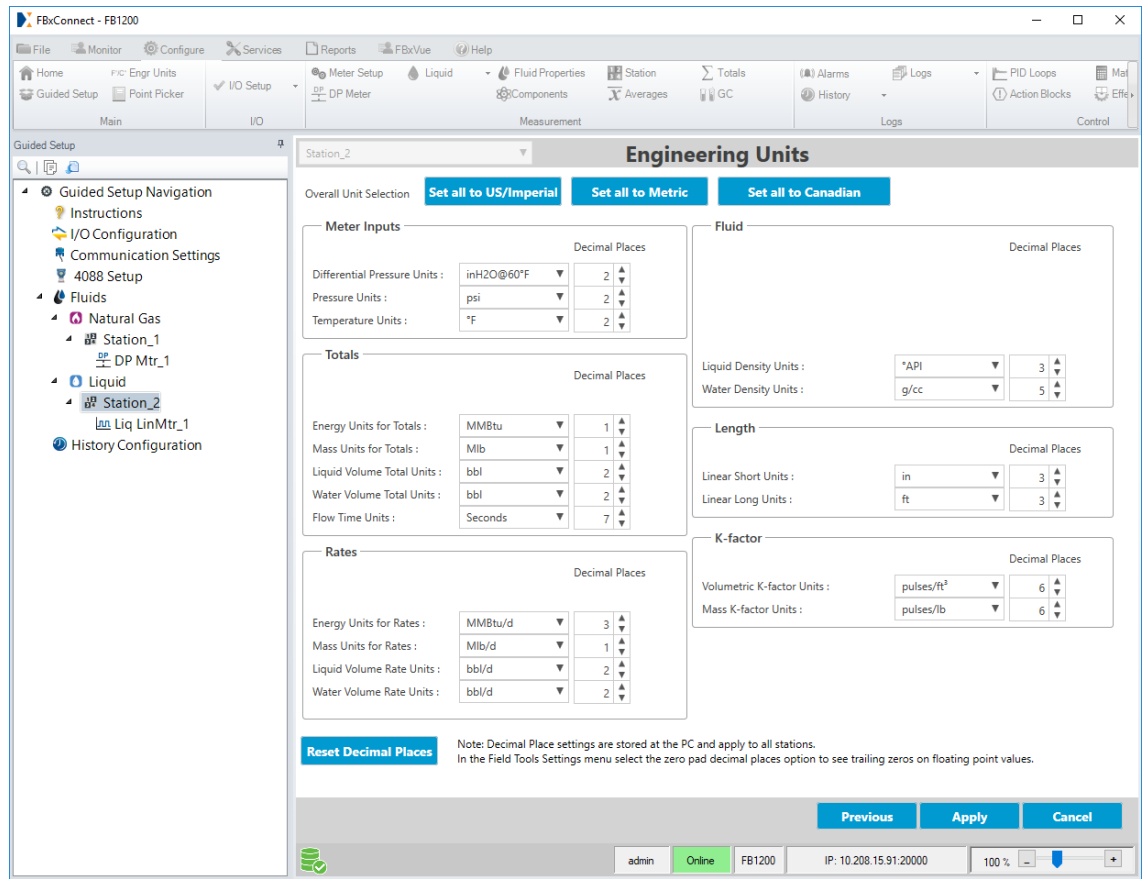 FBxConnect - FB1200
File Monitor Configure Services Reports FBxVue Help
Home Engr Units I/O Setup Meter Setup Liquid Fluid Properties Station Totals Alarms Logs PID Loops Mat
Guided Setup Point Picker DP Meter Components Averages GC History Action Blocks Effe
Main I/O Measurement Logs Control
Guided Setup
Guided Setup Navigation
Instructions
I/O Configuration
Communication Settings
4088 Setup
Fluids
Natural Gas
Station_1
DP Mtr_1
Liquid
Station_2
Liq LinMtr_1
History Configuration
Station_2
Engineering Units
Overall Unit Selection Set all to US/Imperial Set all to Metric Set all to Canadian
Meter Inputs
Decimal Places
Differential Pressure Units : inH2O@60°F 2
Pressure Units : psi 2
Temperature Units : °F 2
Totals
Decimal Places
Energy Units for Totals : MMBtu 1
Mass Units for Totals : Mlb 1
Liquid Volume Total Units : bbl 2
Water Volume Total Units : bbl 2
Flow Time Units : Seconds 7
Rates
Decimal Places
Energy Units for Rates : MMBtu/d 3
Mass Units for Rates : Mlb/d 1
Liquid Volume Rate Units : bbl/d 2
Water Volume Rate Units : bbl/d 2
Fluid
Decimal Places
Liquid Density Units : °API 3
Water Density Units : g/cc 5
Length
Decimal Places
Linear Short Units : in 3
Linear Long Units : ft 3
K-factor
Decimal Places
Volumetric K-factor Units : pulses/ft³ 6
Mass K-factor Units : pulses/lb 6
Reset Decimal Places
Note: Decimal Place settings are stored at the PC and apply to all stations.
In the Field Tools Settings menu select the zero pad decimal places option to see trailing zeros on floating point values.
Previous Apply Cancel
admin Online FB1200 IP: 10.208.15.91:20000 100 % - +